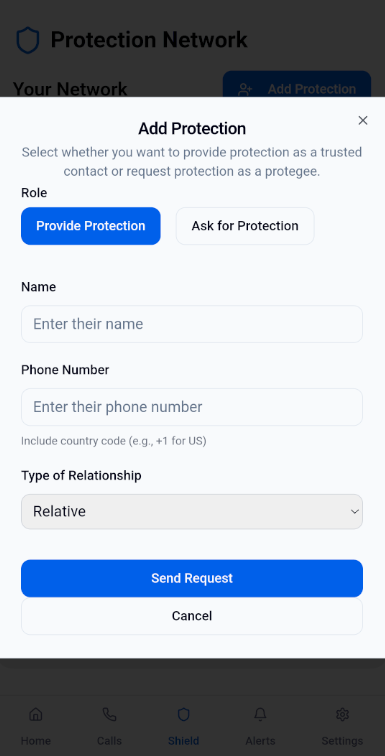 Protection Network
Your Network
Add Protection
Add Protection
Select whether you want to provide protection as a trusted
contact or request protection as a protegee.
Role
Provide Protection
Ask for Protection
Name
Enter their name
Phone Number
Enter their phone number
Include country code (e.g., +1 for US)
Type of Relationship
Relative
Send Request
Cancel
Home
Calls
Shield
Alerts
Settings